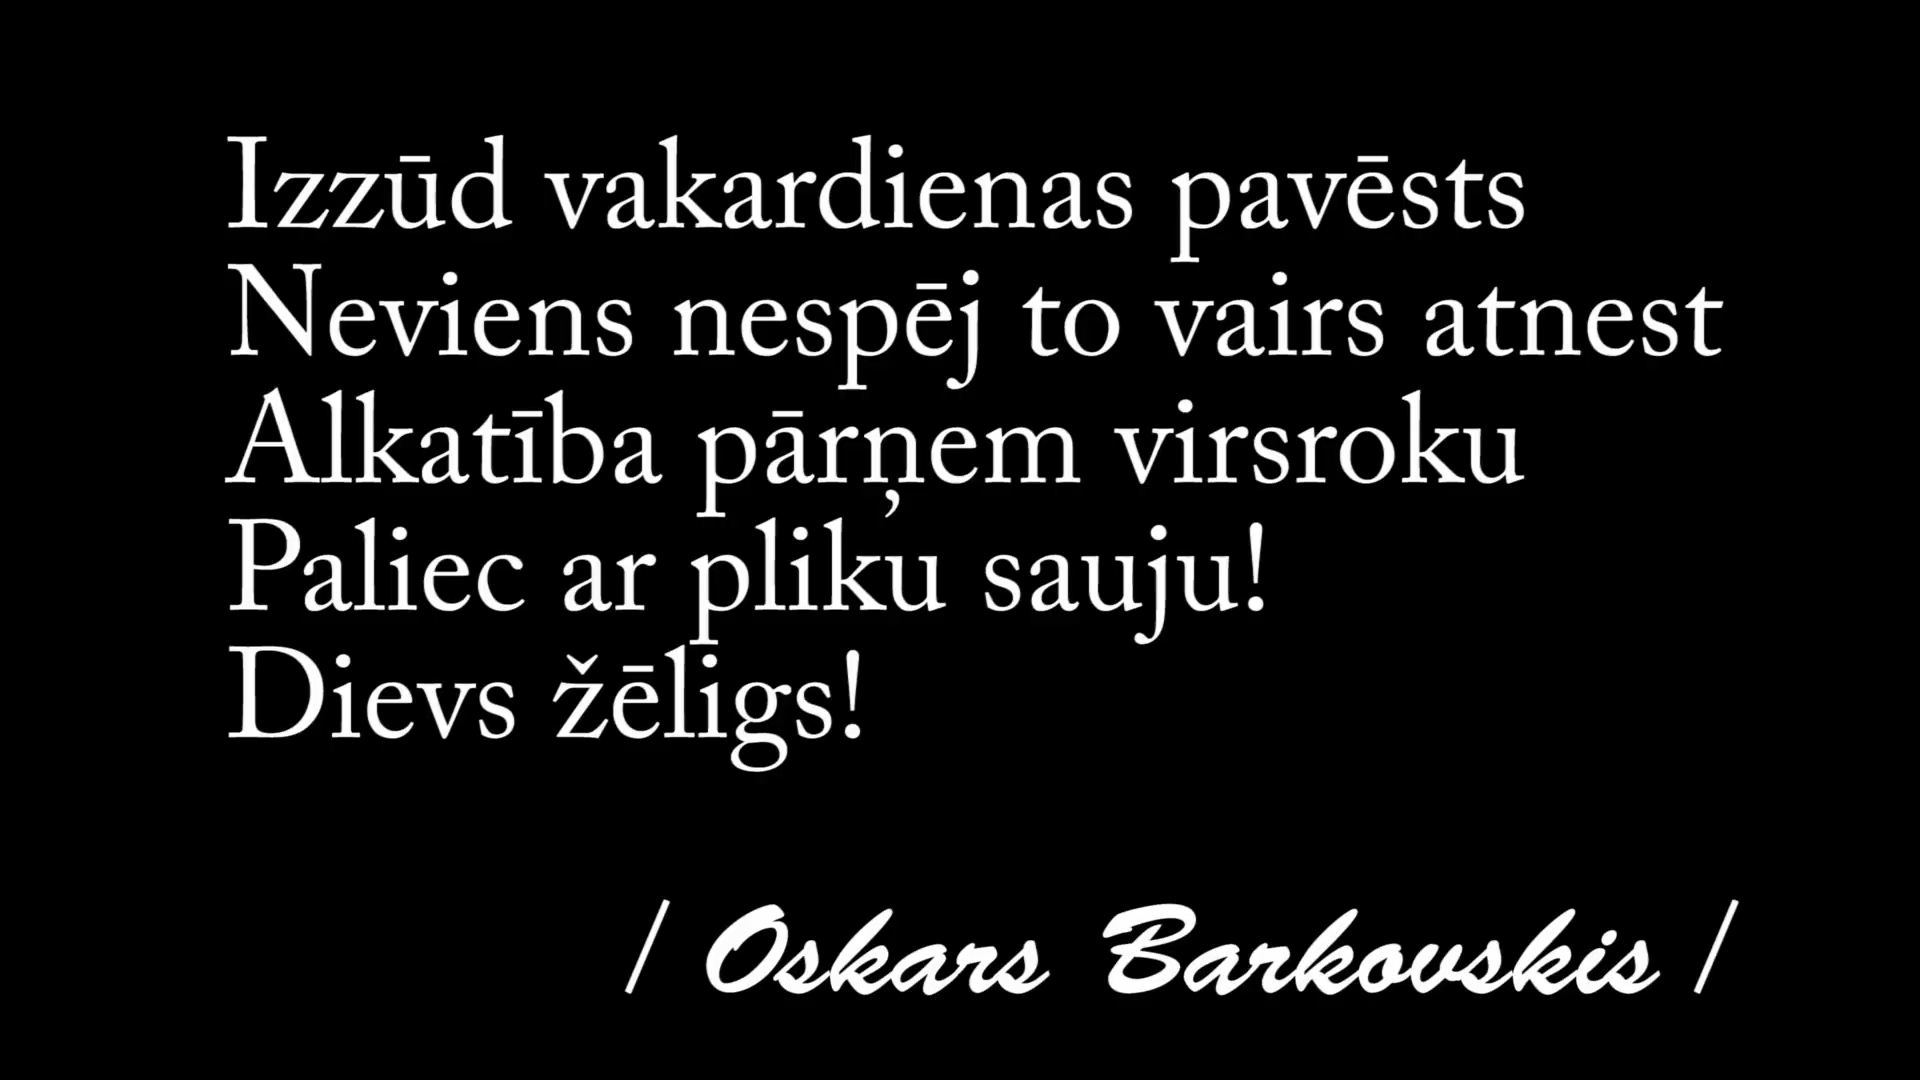 Izzūd vakardienas pavēsts
Neviens nespēj to vairs atnest
Alkatība pārņem virsroku
Paliec ar pliku sauju!
Dievs žēligs!
/ Oskars Barkovskis /